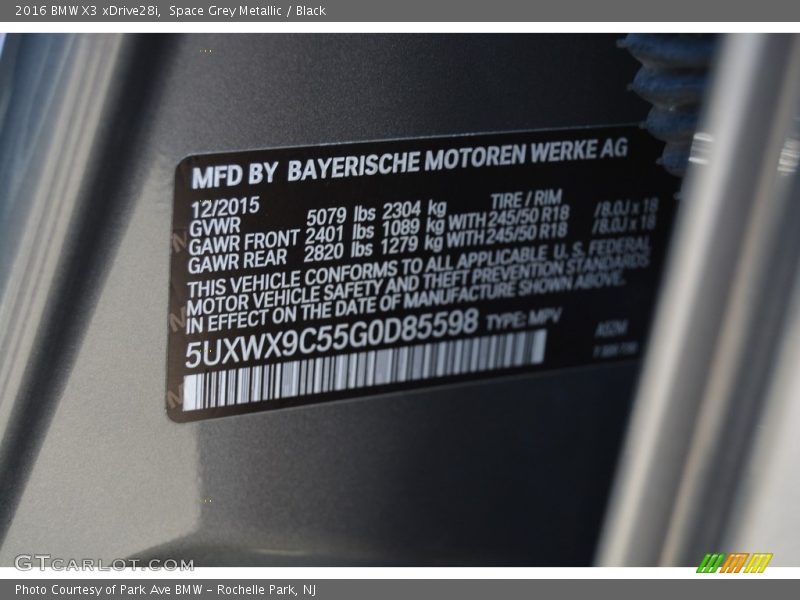 2016 BMW X3 xDrive28i, Space Grey Metallic / Black
MFD BY BAYERISCHE MOTOREN WERKE AG
12/2015 TIRE / RIM
GVWR 5079 lbs 2304 kg
GAWR FRONT 2401 lbs 1089 kg WITH 245/50 R18 /8.0J x 18
GAWR REAR 2820 lbs 1279 kg WITH 245/50 R18 /8.0J x 18
THIS VEHICLE CONFORMS TO ALL APPLICABLE U. S. FEDERAL
MOTOR VEHICLE SAFETY AND THEFT PREVENTION STANDARDS
IN EFFECT ON THE DATE OF MANUFACTURE SHOWN ABOVE.
5UXWX9C55G0D85598 TYPE: MPV
GTCARLOT.COM
Photo Courtesy of Park Ave BMW – Rochelle Park, NJ